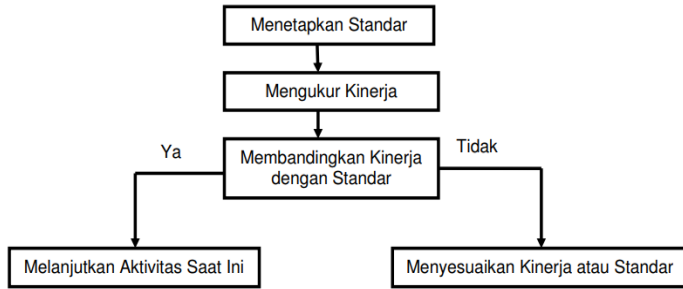 Menetapkan Standar
Mengukur Kinerja
Ya
Tidak
Membandingkan Kinerja
dengan Standar
Melanjutkan Aktivitas Saat Ini
Menyesuaikan Kinerja atau Standar